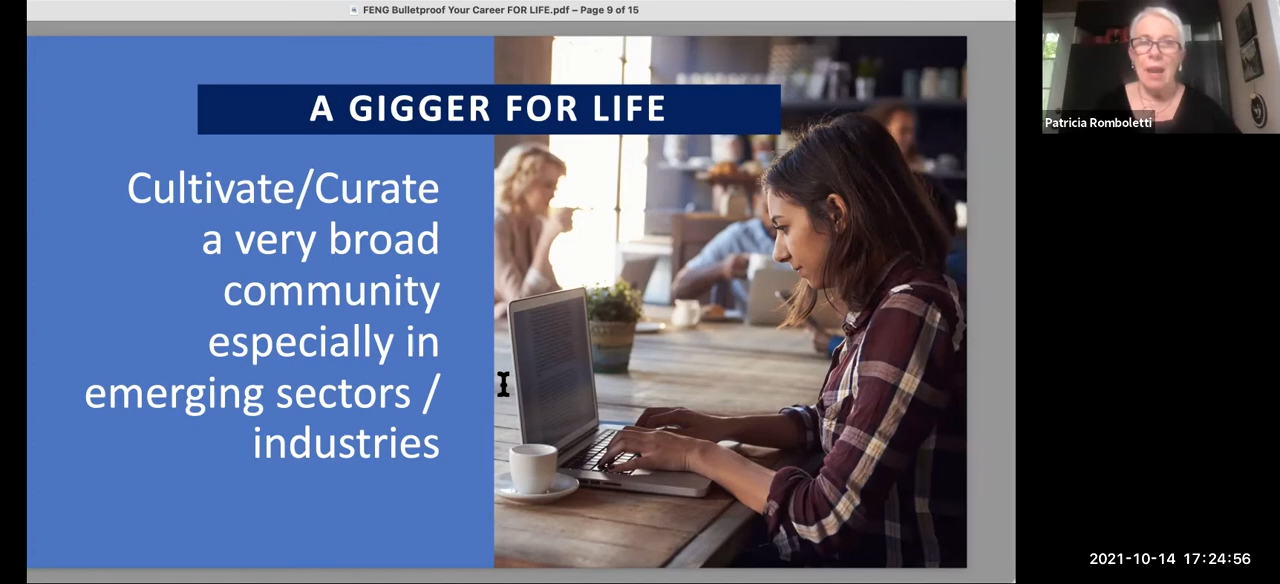 FENG Bulletproof Your Career FOR LIFE.pdf – Page 9 of 15
A GIGGER FOR LIFE
Cultivate/Curate
a very broad
community
especially in
emerging sectors /
industries
Patricia Romboletti
2021-10-14 17:24:56